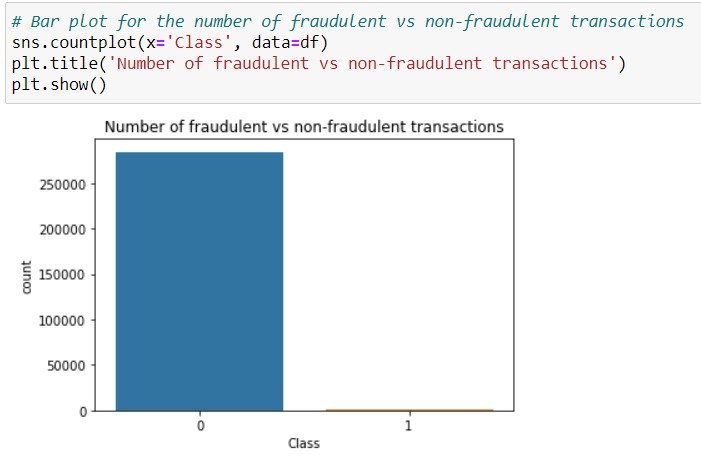 # Bar plot for the number of fraudulent vs non-fraudulent transactions
sns.countplot(x='Class', data=df)
plt.title('Number of fraudulent vs non-fraudulent transactions')
plt.show()
Number of fraudulent vs non-fraudulent transactions
250000
200000
150000
100000
50000
0
count
0 1
Class